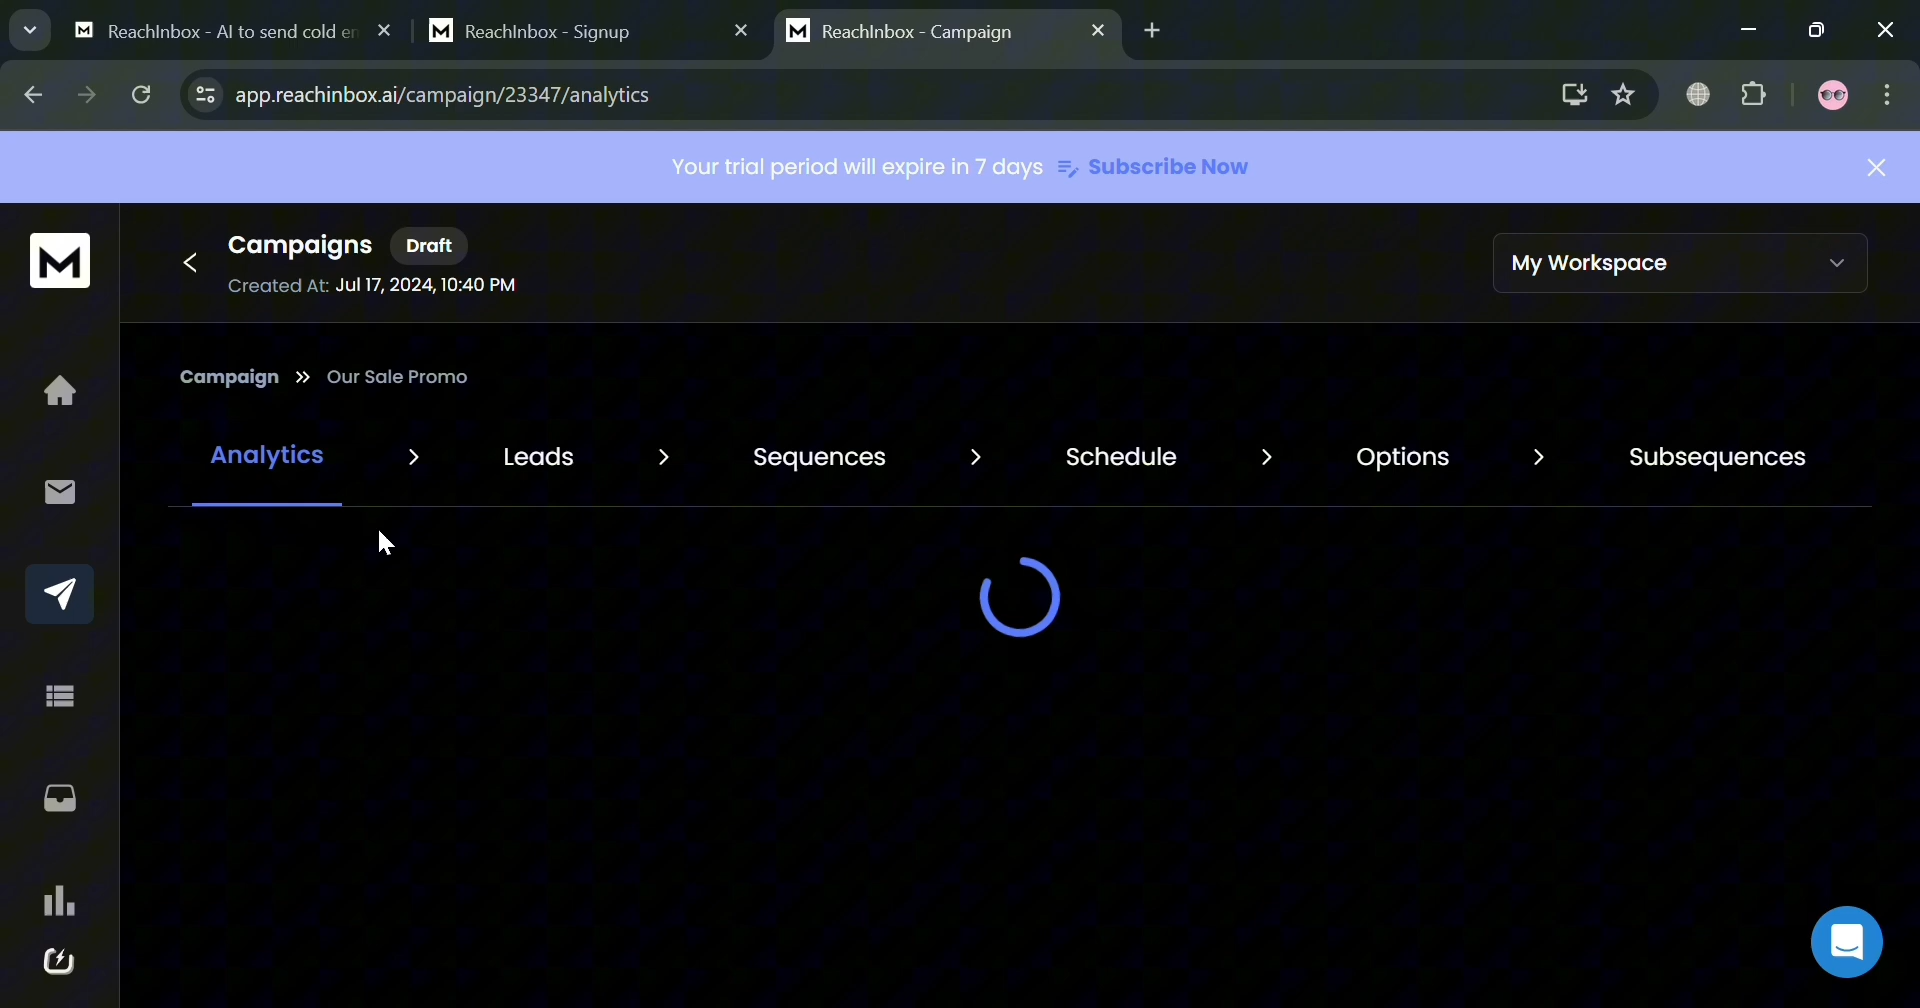 ReachInbox - AI to send cold en
ReachInbox - Signup
ReachInbox - Campaign
app.reachinbox.ai/campaign/23347/analytics
Your trial period will expire in 7 days Subscribe Now
M
Campaigns Draft
Created At: Jul 17, 2024, 10:40 PM
My Workspace
Campaign » Our Sale Promo
Analytics > Leads > Sequences > Schedule > Options > Subsequences